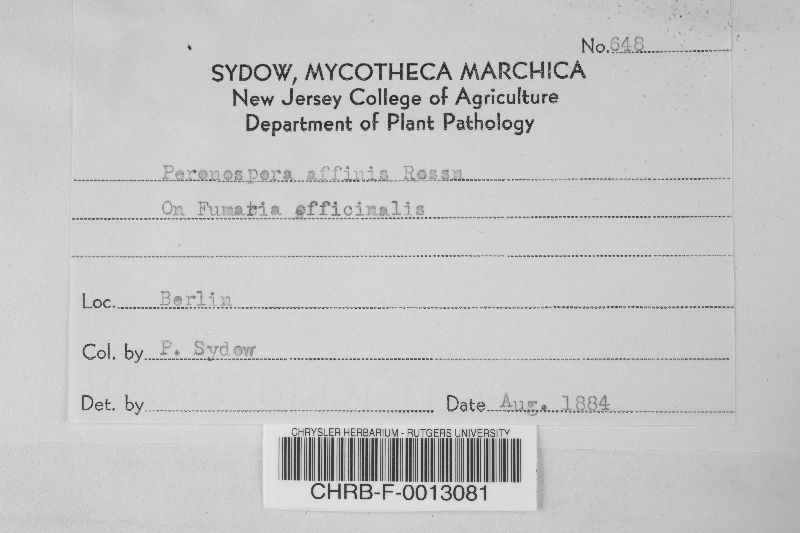 No. 648
SYDOW, MYCOTHECA MARCHICA
New Jersey College of Agriculture
Department of Plant Pathology
Peronospora affinis Rossn
On Fumaria officinalis
Loc. Berlin
Col. by P. Sydow
Det. by Date Aug. 1884
CHRYSLER HERBARIUM - RUTGERS UNIVERSITY
CHRB-F-0013081